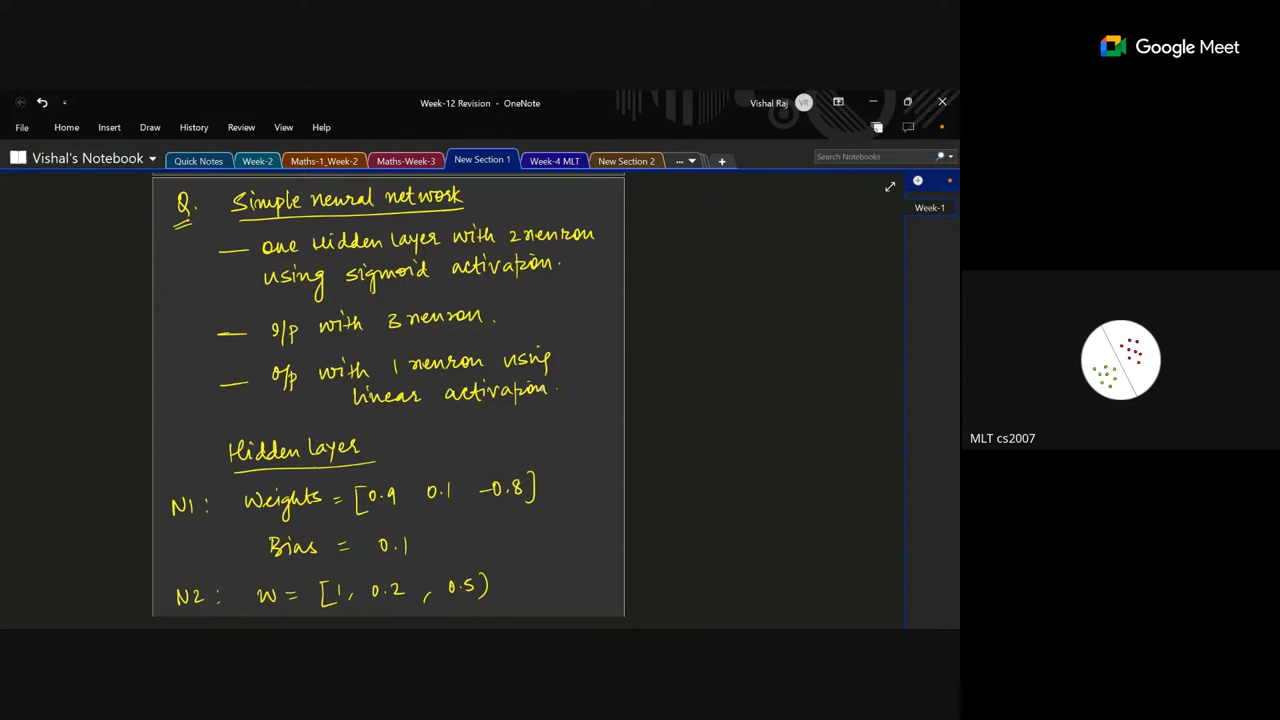 Google Meet
Week-12 Revision - OneNote
Vishal Raj
VR
File Home Insert Draw History Review View Help
Vishal's Notebook
Quick Notes
Week-2
Maths-1_Week-2
Maths-Week-3
New Section 1
Week-4 MLT
New Section 2
...
+
Search Notebooks
Week-1
Q. Simple neural network
— one Hidden Layer with 2 neuron
using sigmoid activation.
— I/p with 3 neuron.
— O/p with 1 neuron using
linear activation.
Hidden Layer
N1: Weights = [0.9 0.1 -0.8]
Bias = 0.1
N2: W = [1, 0.2, 0.5)
MLT cs2007